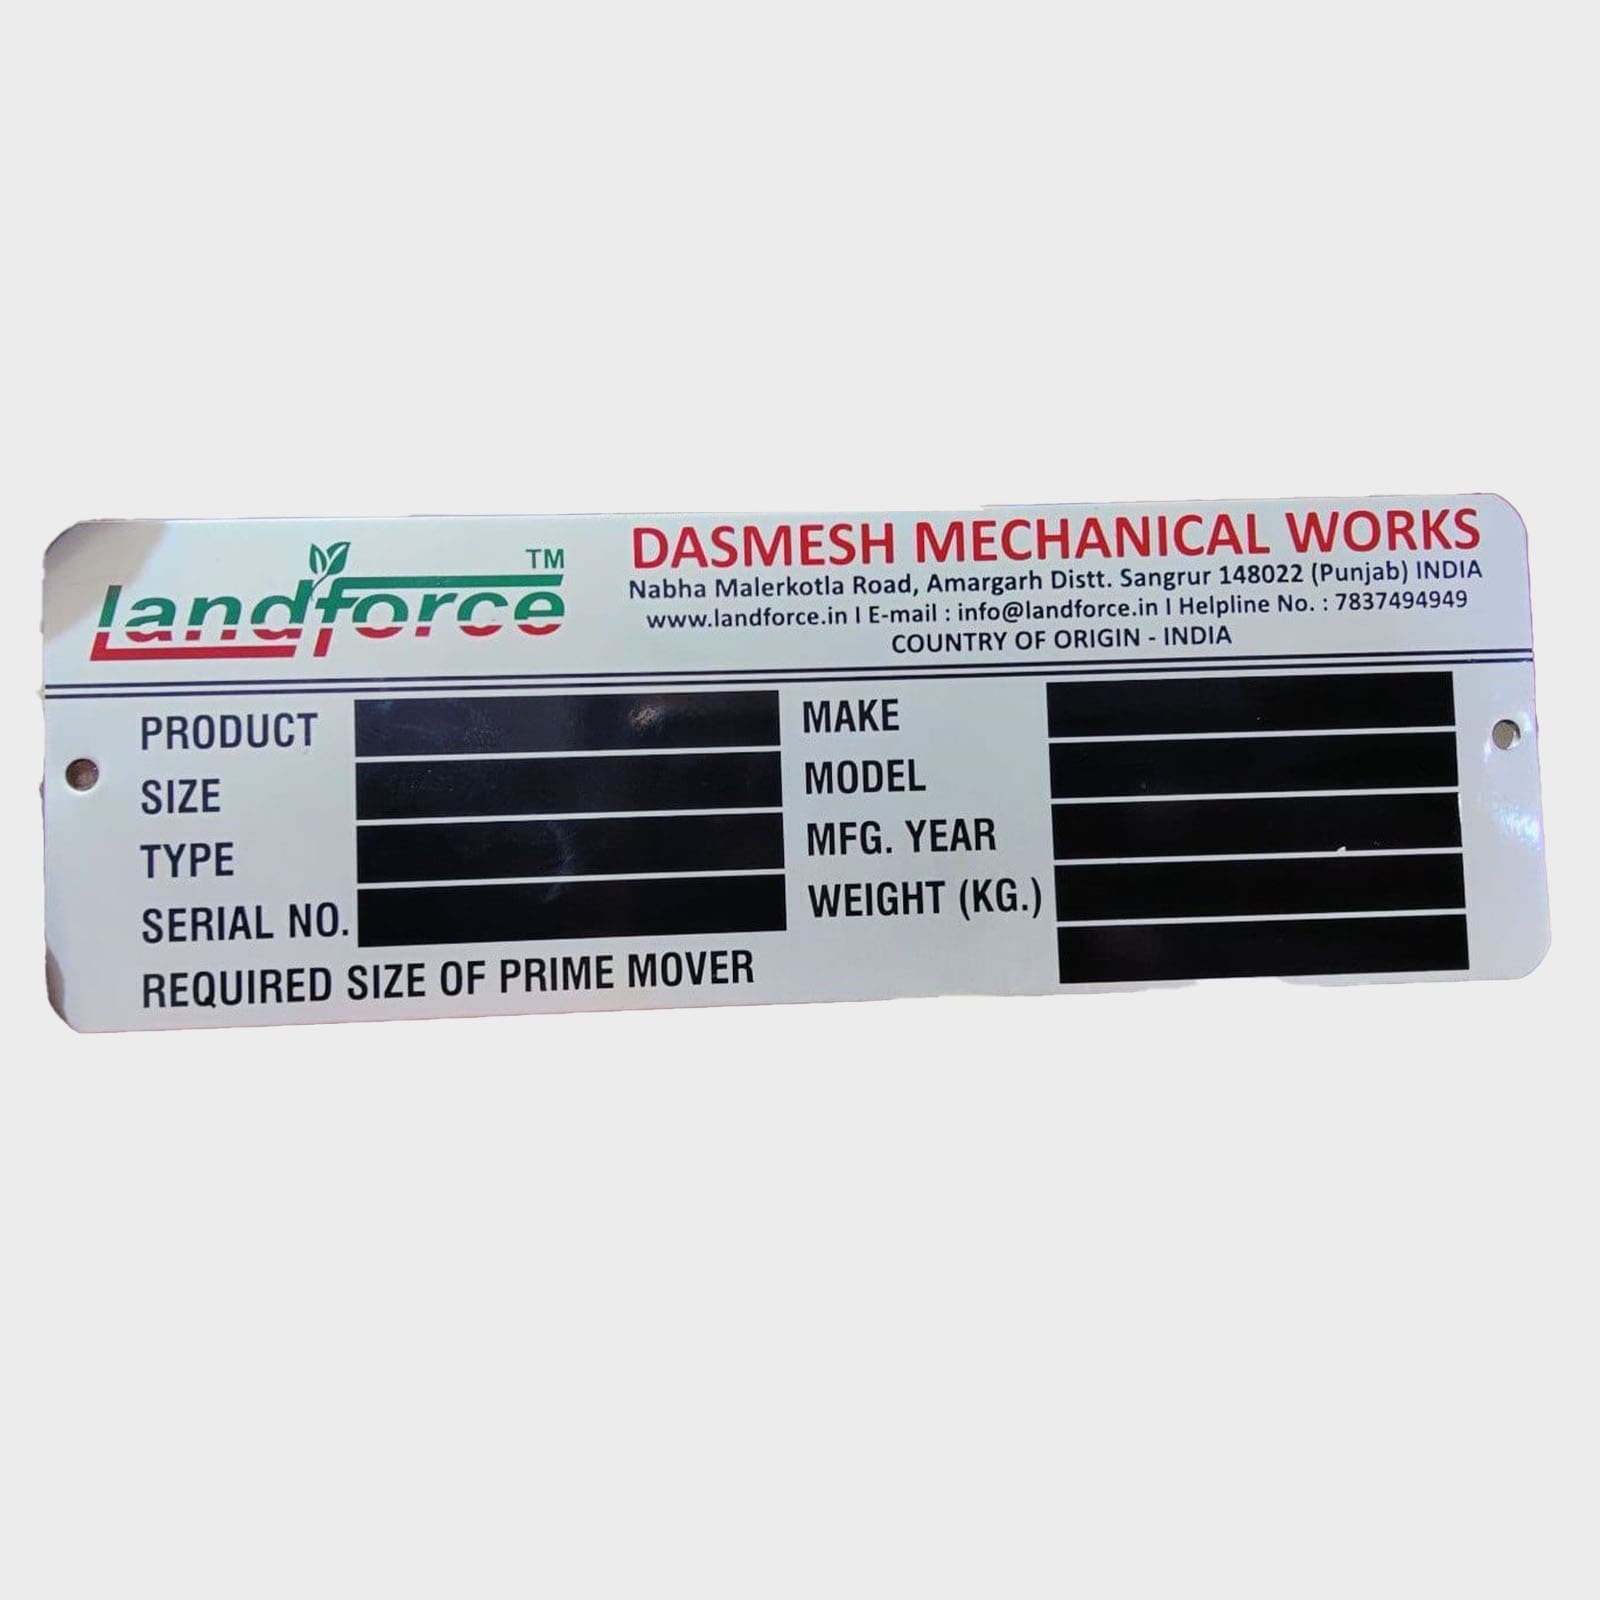 landforce TM
DASMESH MECHANICAL WORKS
Nabha Malerkotla Road, Amargarh Distt. Sangrur 148022 (Punjab) INDIA
www.landforce.in I E-mail : info@landforce.in I Helpline No. : 7837494949
COUNTRY OF ORIGIN - INDIA
PRODUCT MAKE
SIZE MODEL
TYPE MFG. YEAR
SERIAL NO. WEIGHT (KG.)
REQUIRED SIZE OF PRIME MOVER